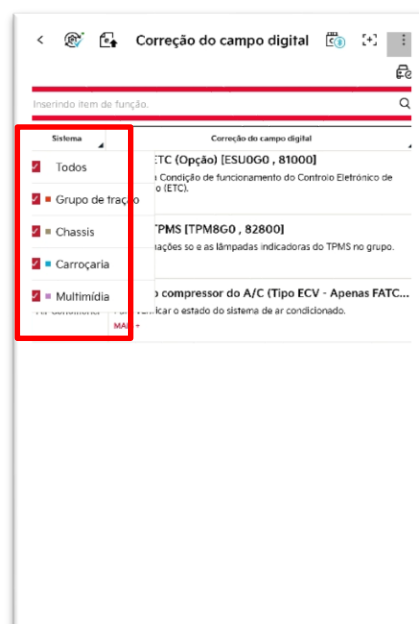 Correção do campo digital
Inserindo item de função.
Sistema
Correção do campo digital
Todos
ETC (Opção) [ESU0G0 , 81000]
Condição de funcionamento do Controlo Eletrónico de
o (ETC).
Grupo de tração
Chassis
TPMS [TPM8G0 , 82800]
ações so e as lâmpadas indicadoras do TPMS no grupo.
Carroçaria
Multimídia
o compressor do A/C (Tipo ECV - Apenas FATC...
icar o estado do sistema de ar condicionado.